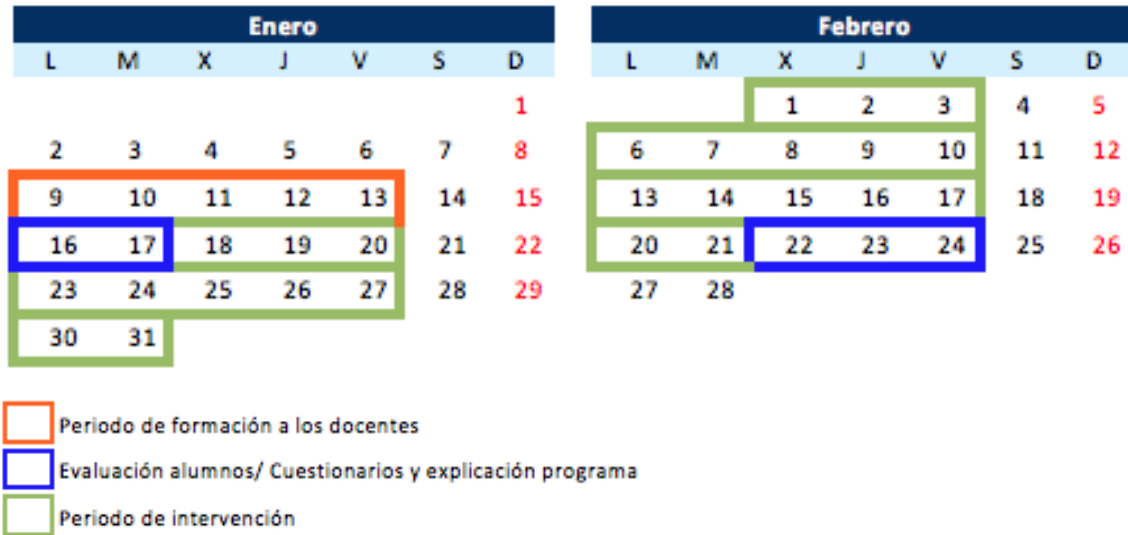 Enero
L M X J V S D
1
2 3 4 5 6 7 8
9 10 11 12 13 14 15
16 17 18 19 20 21 22
23 24 25 26 27 28 29
30 31
Febrero
L M X J V S D
1 2 3 4 5
6 7 8 9 10 11 12
13 14 15 16 17 18 19
20 21 22 23 24 25 26
27 28
Periodo de formación a los docentes
Evaluación alumnos/ Cuestionarios y explicación programa
Periodo de intervención